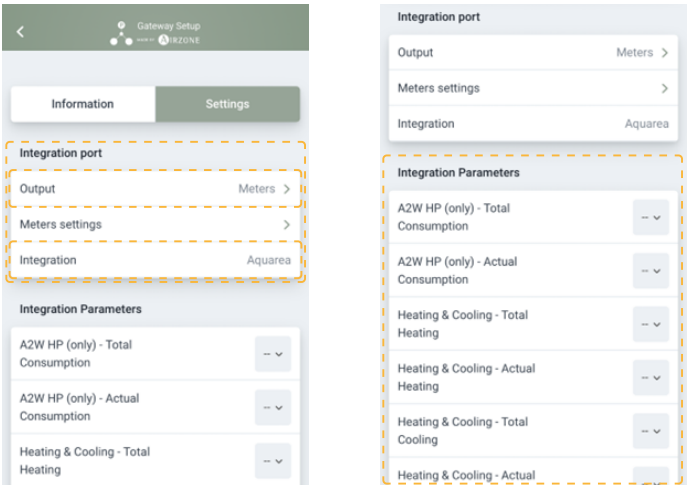 Gateway Setup
AIRZONE
Information
Settings
Integration port
Output
Meters
Meters settings
Integration
Aquarea
Integration Parameters
A2W HP (only) - Total
Consumption
--
A2W HP (only) - Actual
Consumption
--
Heating & Cooling - Total
Heating
--
Integration port
Output
Meters
Meters settings
Integration
Aquarea
Integration Parameters
A2W HP (only) - Total
Consumption
--
A2W HP (only) - Actual
Consumption
--
Heating & Cooling - Total
Heating
--
Heating & Cooling - Actual
Heating
--
Heating & Cooling - Total
Cooling
--
Heating & Cooling - Actual